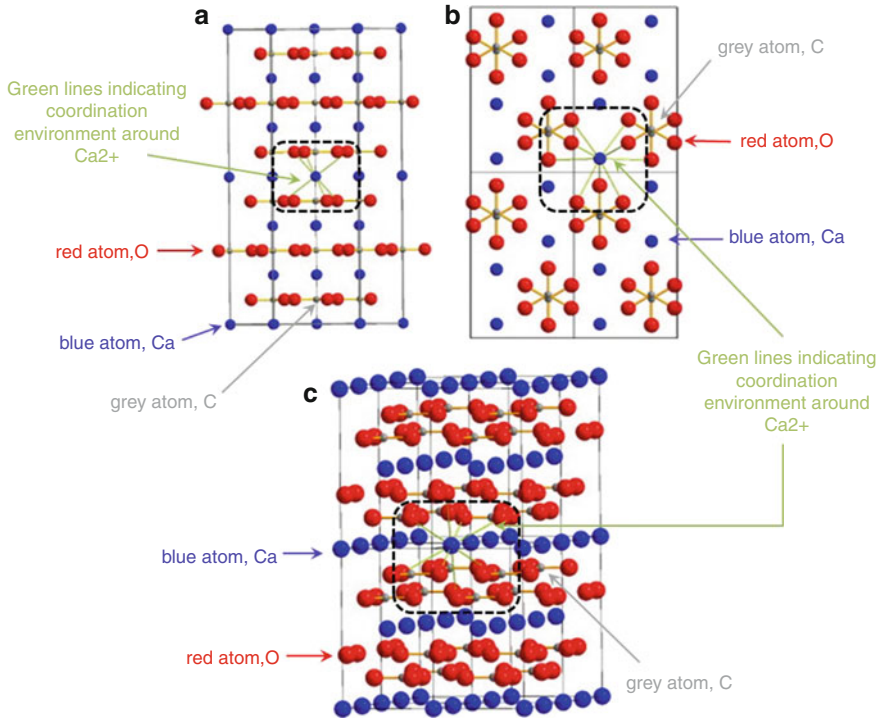 a
Green lines indicating
coordination
environment around
Ca2+
red atom,O
blue atom, Ca
grey atom, C
b
grey atom, C
red atom,O
blue atom, Ca
Green lines indicating
coordination
environment around
Ca2+
c
blue atom, Ca
red atom,O
grey atom, C